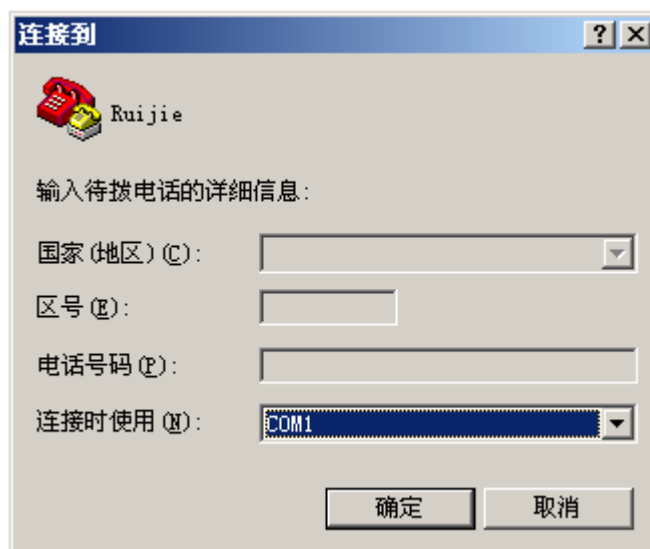 连接到
Ruijie
输入待拨电话的详细信息:
国家(地区)(C):
区号(E):
电话号码(P):
连接时使用(N): COM1
确定 取消